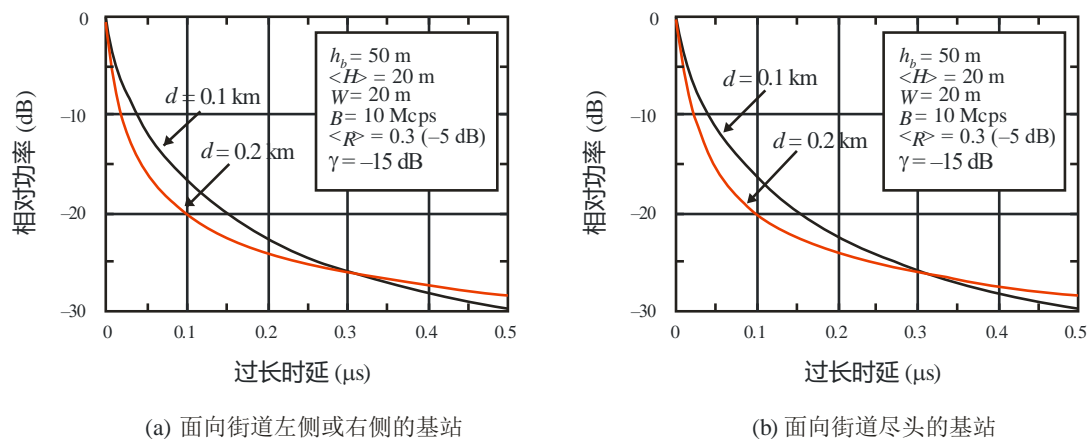 0
−10
−20
−30
相对功率 (dB)
d = 0.1 km
d = 0.2 km
h_b = 50 m
<H> = 20 m
W = 20 m
B = 10 Mcps
<R> = 0.3 (−5 dB)
γ = −15 dB
0 0.1 0.2 0.3 0.4 0.5
过长时延 (μs)
(a) 面向街道左侧或右侧的基站
0
−10
−20
−30
相对功率 (dB)
d = 0.1 km
d = 0.2 km
h_b = 50 m
<H> = 20 m
W = 20 m
B = 10 Mcps
<R> = 0.3 (−5 dB)
γ = −15 dB
0 0.1 0.2 0.3 0.4 0.5
过长时延 (μs)
(b) 面向街道尽头的基站